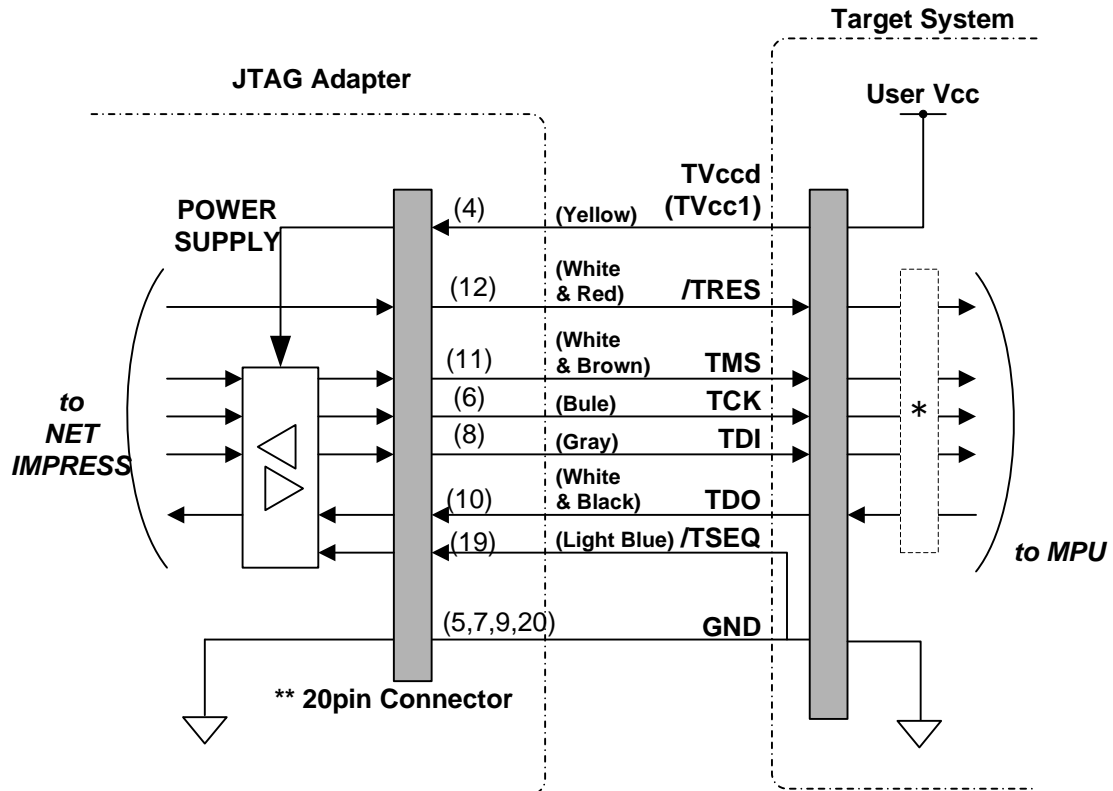 Target System
JTAG Adapter
User Vcc
TVccd
(TVcc1)
POWER
SUPPLY
(4)
(Yellow)
(White
& Red)
(12)
/TRES
(White
& Brown)
(11)
TMS
(6)
(Bule)
TCK
(8)
(Gray)
TDI
(White
& Black)
(10)
TDO
(19)
(Light Blue)
/TSEQ
(5,7,9,20)
GND
to
NET
IMPRESS
*
to MPU
** 20pin Connector